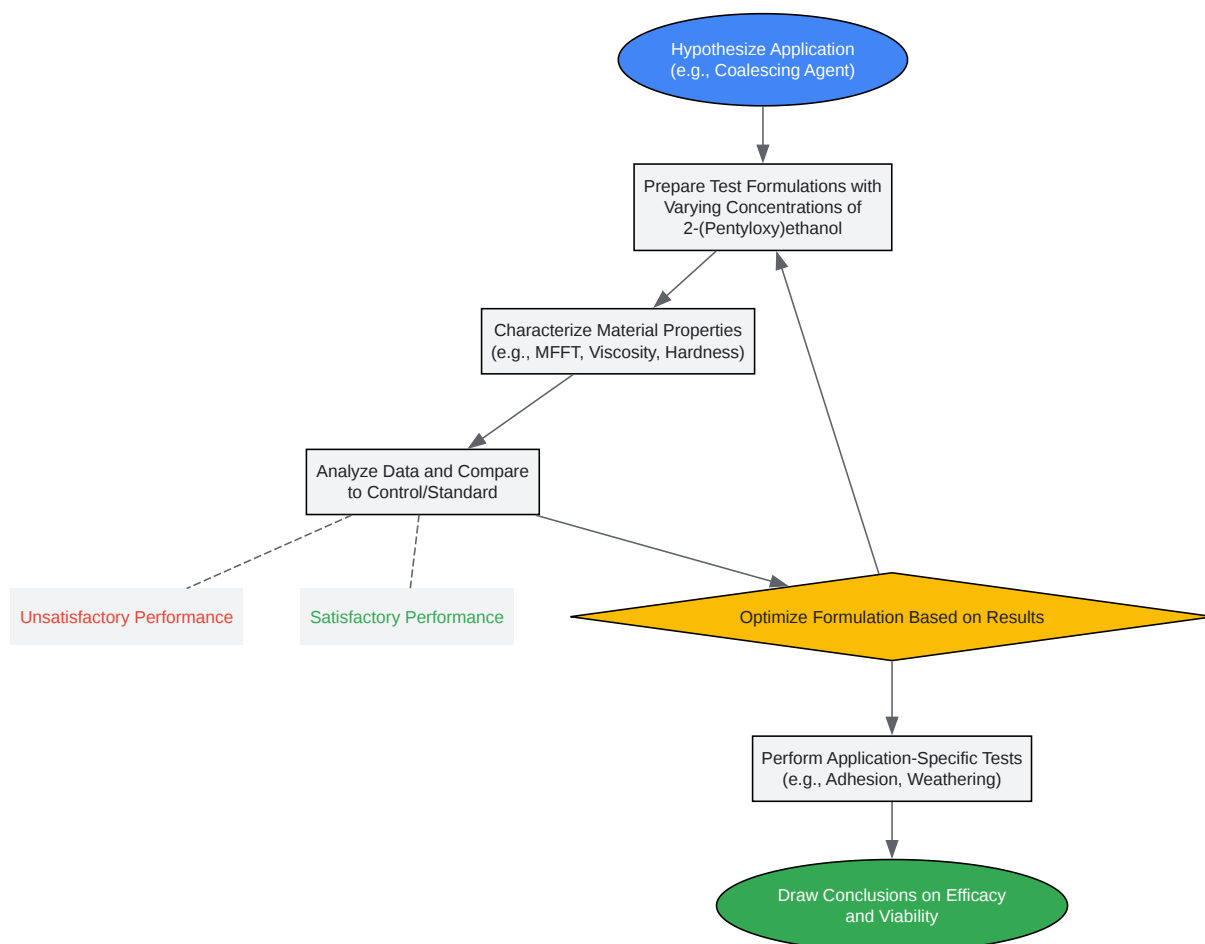 Hypothesize Application
(e.g., Coalescing Agent)
Prepare Test Formulations with
Varying Concentrations of
2-(Pentyloxy)ethanol
Characterize Material Properties
(e.g., MFFT, Viscosity, Hardness)
Analyze Data and Compare
to Control/Standard
Unsatisfactory Performance
Satisfactory Performance
Optimize Formulation Based on Results
Perform Application-Specific Tests
(e.g., Adhesion, Weathering)
Draw Conclusions on Efficacy
and Viability